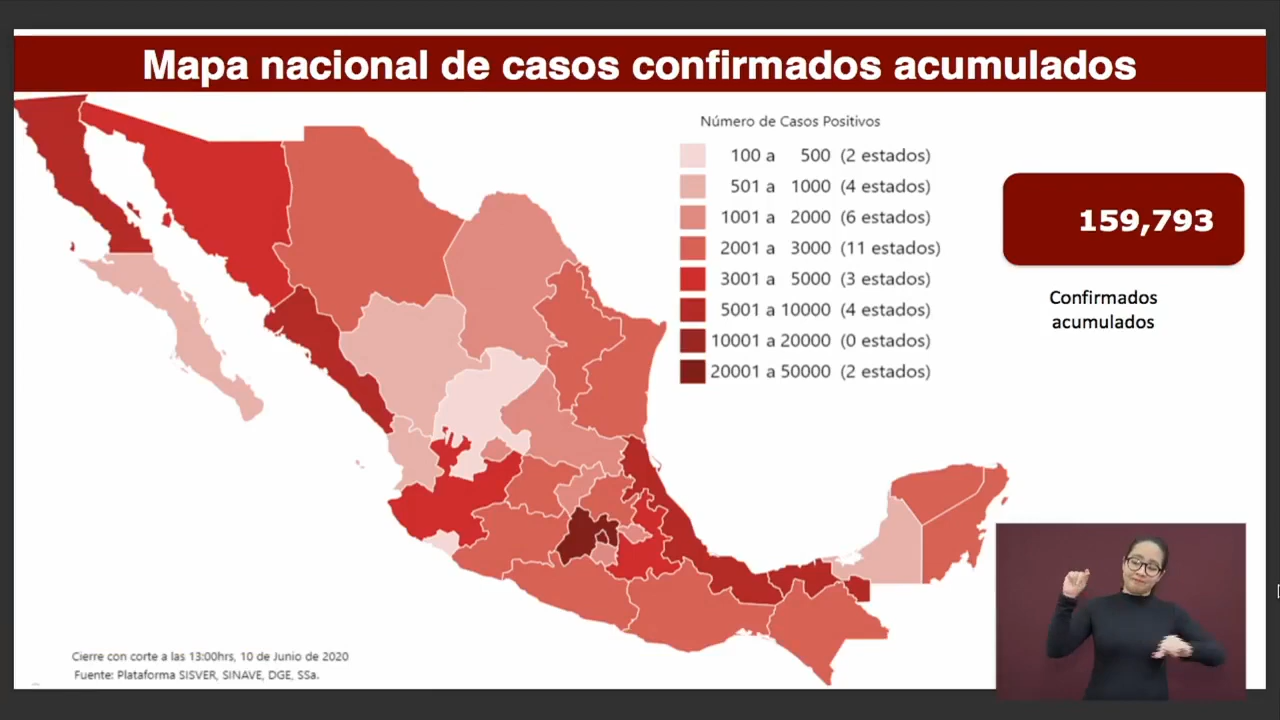 Mapa nacional de casos confirmados acumulados
Número de Casos Positivos
100 a 500 (2 estados)
501 a 1000 (4 estados)
1001 a 2000 (6 estados)
2001 a 3000 (11 estados)
3001 a 5000 (3 estados)
5001 a 10000 (4 estados)
10001 a 20000 (0 estados)
20001 a 50000 (2 estados)
159,793
Confirmados
acumulados
Cierre con corte a las 13:00hrs, 10 de Junio de 2020
Fuente: Plataforma SISVER, SINAVE, DGE, SSa.